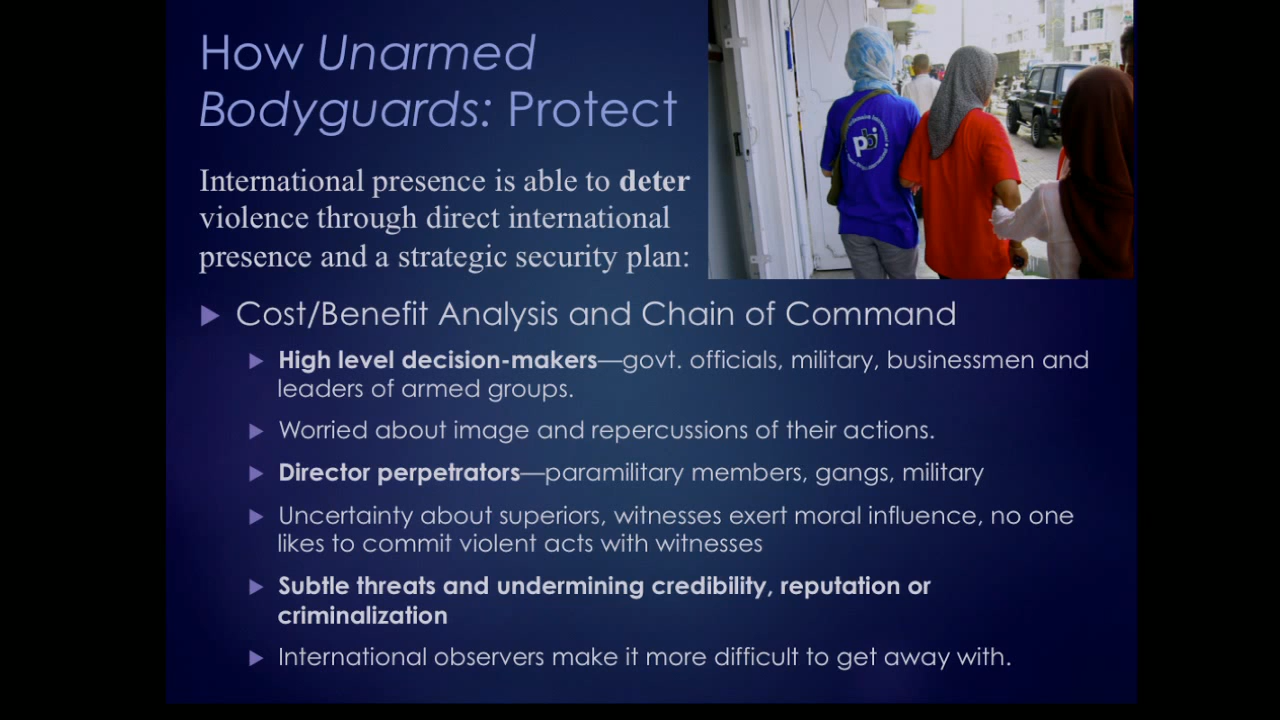 How Unarmed
Bodyguards: Protect
International presence is able to deter
violence through direct international
presence and a strategic security plan:
Cost/Benefit Analysis and Chain of Command
High level decision-makers—govt. officials, military, businessmen and
leaders of armed groups.
Worried about image and repercussions of their actions.
Director perpetrators—paramilitary members, gangs, military
Uncertainty about superiors, witnesses exert moral influence, no one
likes to commit violent acts with witnesses
Subtle threats and undermining credibility, reputation or
criminalization
International observers make it more difficult to get away with.
pbi